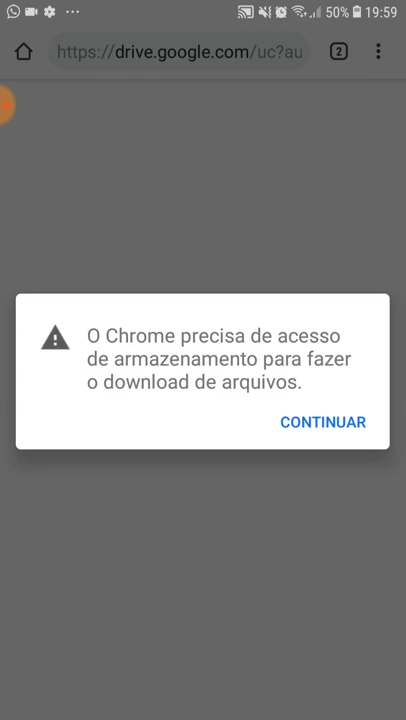 50% 19:59
https://drive.google.com/uc?au
2
O Chrome precisa de acesso
de armazenamento para fazer
o download de arquivos.
CONTINUAR